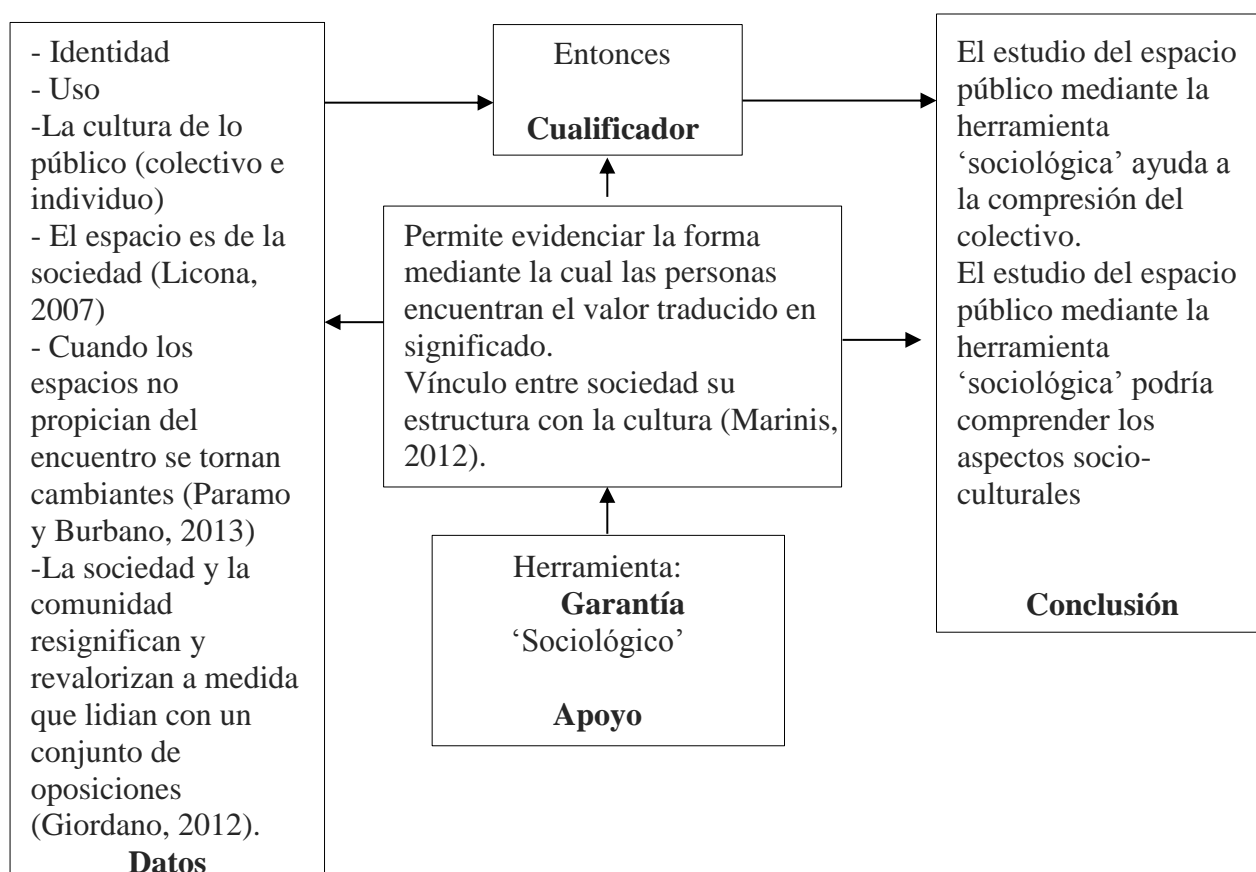 - Identidad
- Uso
-La cultura de lo
público (colectivo e
individuo)
- El espacio es de la
sociedad (Licona,
2007)
- Cuando los
espacios no
propician del
encuentro se tornan
cambiantes (Paramo
y Burbano, 2013)
-La sociedad y la
comunidad
resignifican y
revalorizan a medida
que lidian con un
conjunto de
oposiciones
(Giordano, 2012).
Datos
Entonces
Cualificador
Permite evidenciar la forma
mediante la cual las personas
encuentran el valor traducido en
significado.
Vínculo entre sociedad su
estructura con la cultura (Marinis,
2012).
Herramienta:
Garantía
‘Sociológico’
Apoyo
El estudio del espacio
público mediante la
herramienta
‘sociológica’ ayuda a
la compresión del
colectivo.
El estudio del espacio
público mediante la
herramienta
‘sociológica’ podría
comprender los
aspectos socio-
culturales
Conclusión